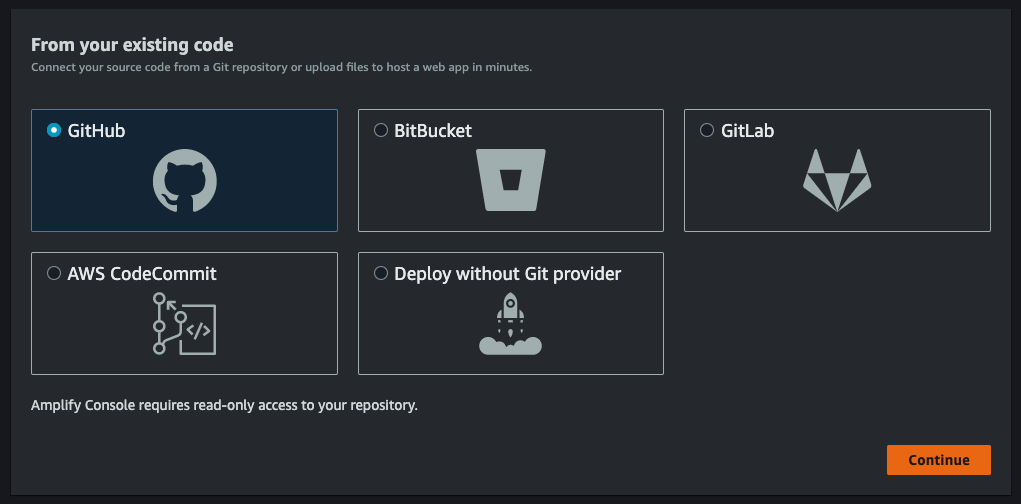 From your existing code
Connect your source code from a Git repository or upload files to host a web app in minutes.
GitHub
BitBucket
GitLab
AWS CodeCommit
Deploy without Git provider
</>
Amplify Console requires read-only access to your repository.
Continue